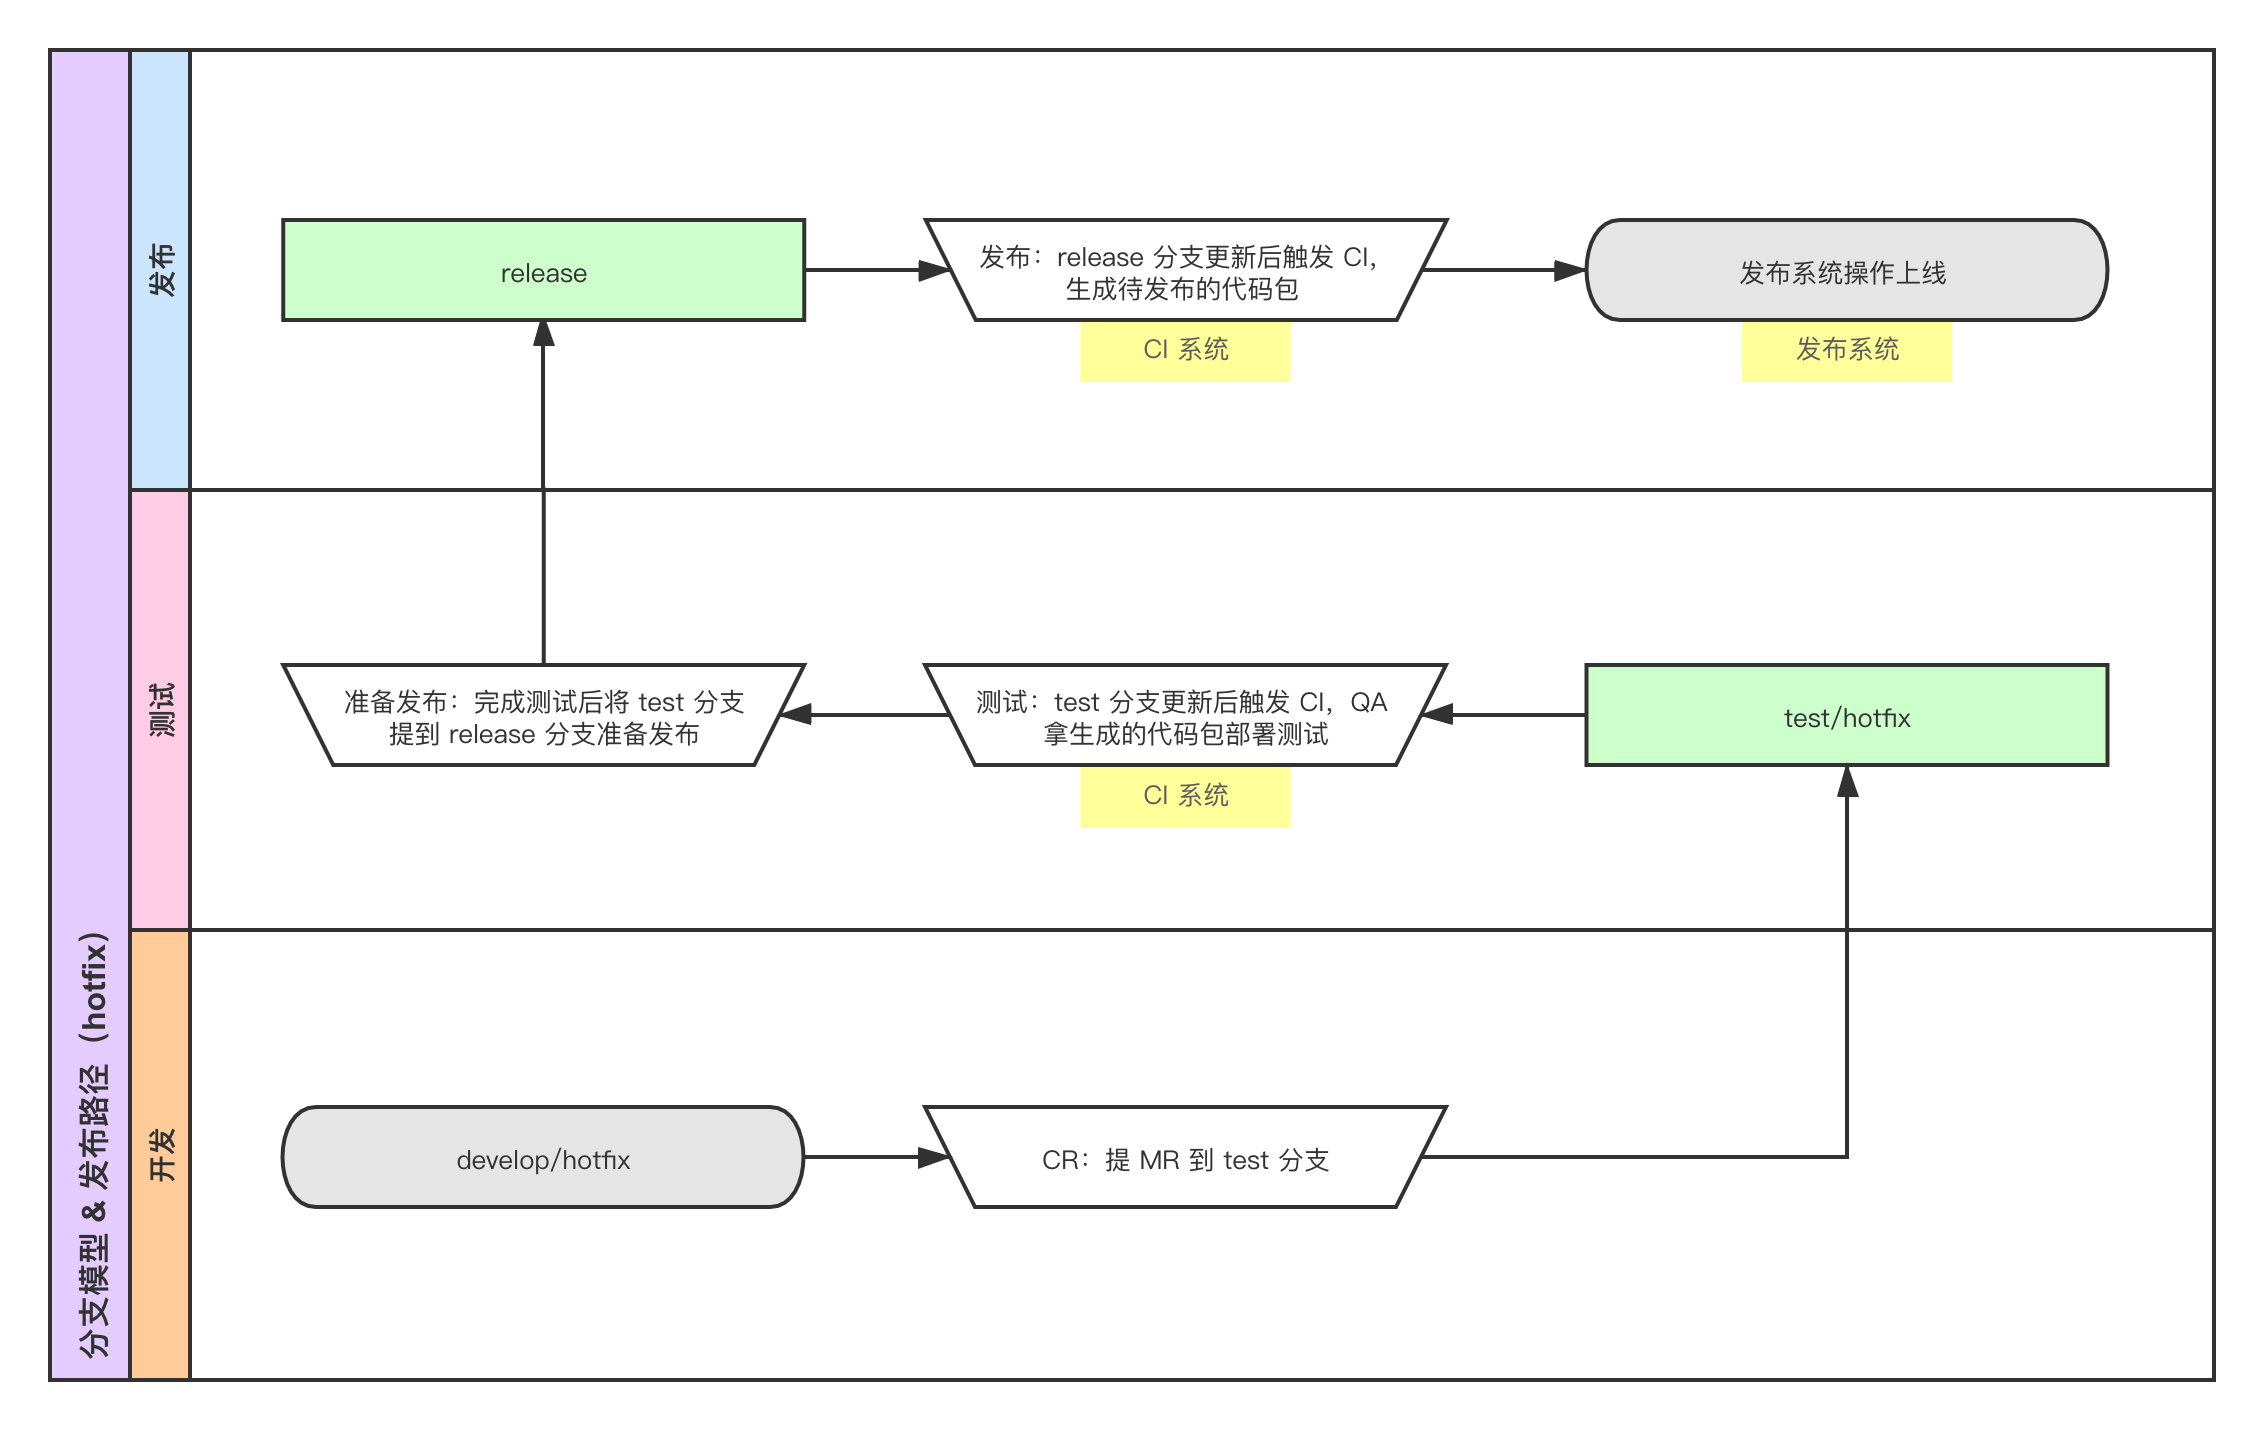 分支模型 & 发布路径（hotfix）
发布
release
发布：release 分支更新后触发 CI，
生成待发布的代码包
CI 系统
发布系统操作上线
发布系统
测试
准备发布：完成测试后将 test 分支
提到 release 分支准备发布
测试：test 分支更新后触发 CI，QA
拿生成的代码包部署测试
CI 系统
test/hotfix
开发
develop/hotfix
CR：提 MR 到 test 分支